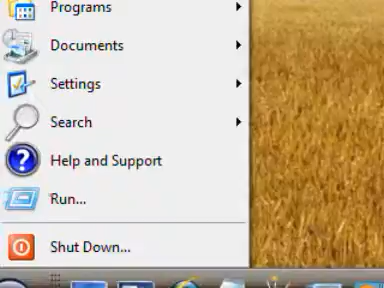 Programs
Documents
Settings
Search
Help and Support
Run...
Shut Down...